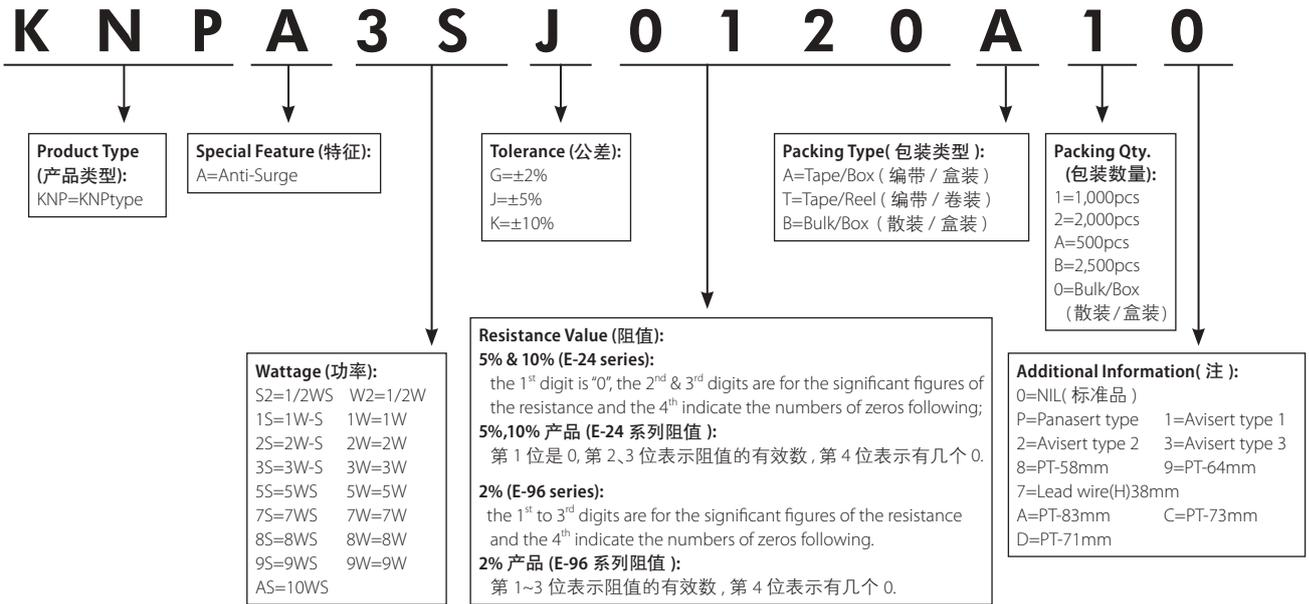 K N P A 3 S J 0 1 2 0 A 1 0
Product Type
(产品类型):
KNP=KNPtype
Special Feature (特征):
A=Anti-Surge
Tolerance (公差):
G=±2%
J=±5%
K=±10%
Packing Type( 包装类型 ):
A=Tape/Box ( 编带 / 盒装 )
T=Tape/Reel ( 编带 / 卷装 )
B=Bulk/Box ( 散装 / 盒装 )
Packing Qty.
(包装数量):
1=1,000pcs
2=2,000pcs
A=500pcs
B=2,500pcs
0=Bulk/Box
(散装/盒装)
Wattage (功率):
S2=1/2WS W2=1/2W
1S=1W-S 1W=1W
2S=2W-S 2W=2W
3S=3W-S 3W=3W
5S=5WS 5W=5W
7S=7WS 7W=7W
8S=8WS 8W=8W
9S=9WS 9W=9W
AS=10WS
Resistance Value (阻值):
5% & 10% (E-24 series):
the 1st digit is “0”, the 2nd & 3rd digits are for the significant figures of
the resistance and the 4th indicate the numbers of zeros following;
5%,10% 产品 (E-24 系列阻值 ):
第 1 位是 0, 第 2、3 位表示阻值的有效数 , 第 4 位表示有几个 0.
2% (E-96 series):
the 1st to 3rd digits are for the significant figures of the resistance
and the 4th indicate the numbers of zeros following.
2% 产品 (E-96 系列阻值 ):
第 1~3 位表示阻值的有效数 , 第 4 位表示有几个 0.
Additional Information( 注 ):
0=NIL( 标准品 )
P=Panasert type 1=Avisert type 1
2=Avisert type 2 3=Avisert type 3
8=PT-58mm 9=PT-64mm
7=Lead wire(H)38mm
A=PT-83mm C=PT-73mm
D=PT-71mm